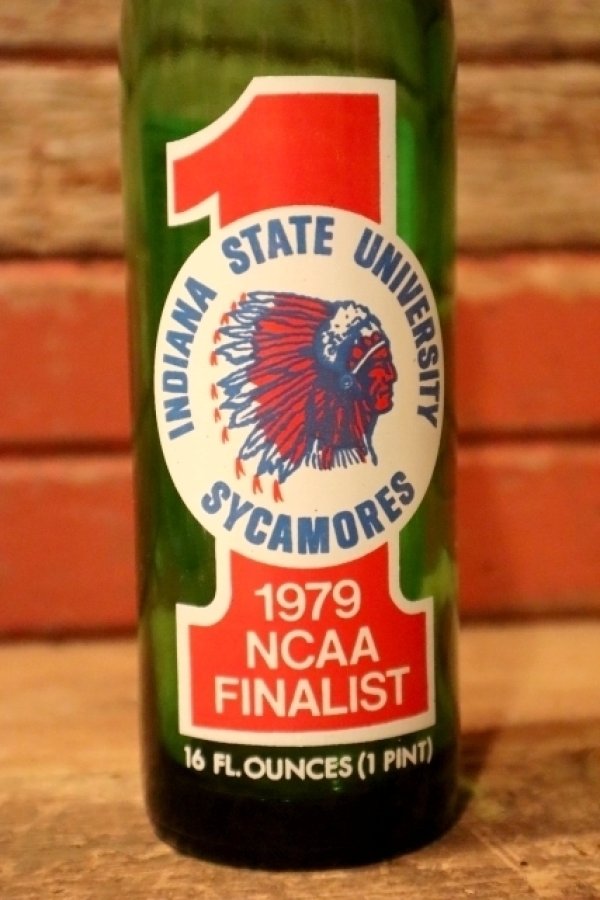 1
INDIANA STATE UNIVERSITY
SYCAMORES
1979
NCAA
FINALIST
16 FL. OUNCES (1 PINT)